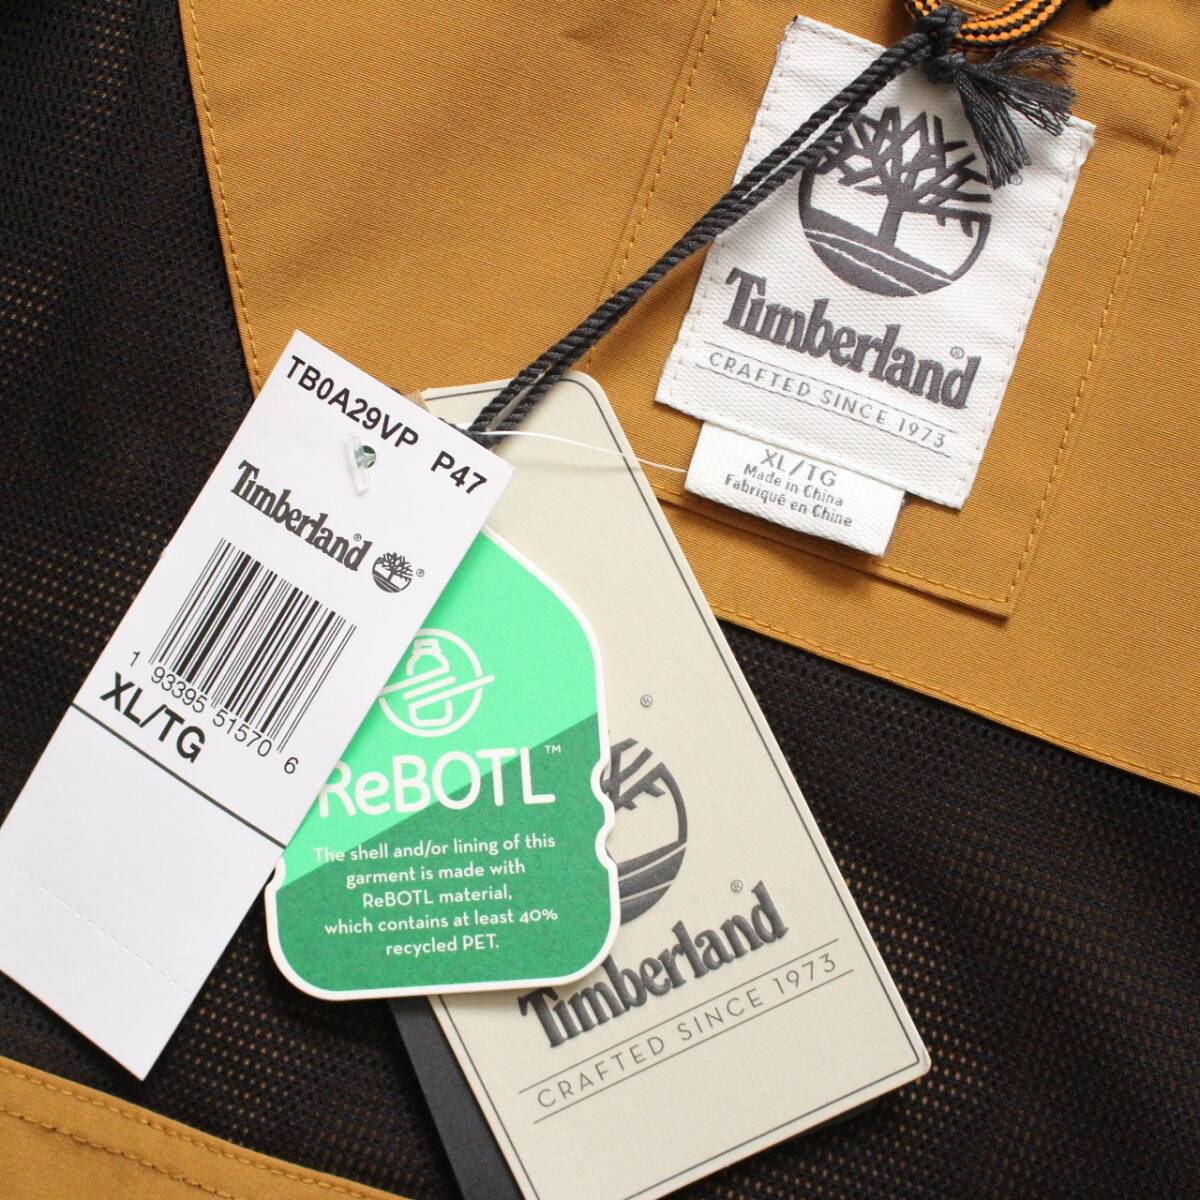 Timberland®
CRAFTED SINCE 1973
XL/TG
Made in China
Fabriqué en Chine
TB0A29VP P47
Timberland®
®
1 93395 51570 6
XL/TG
ReBOTL™
The shell and/or lining of this
garment is made with
ReBOTL material,
which contains at least 40%
recycled PET.
®
Timberland®
CRAFTED SINCE 1973